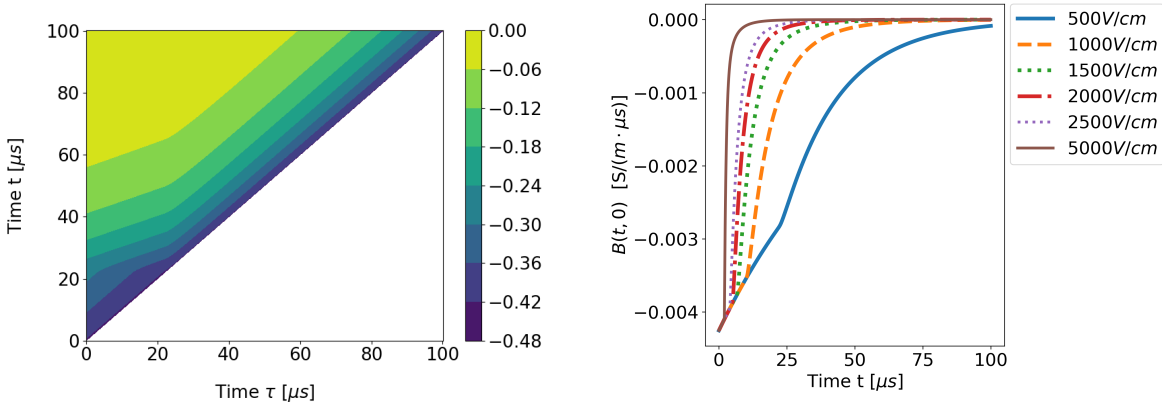 100
80
60
40
20
0
0 20 40 60 80 100
Time t [μs]
Time τ [μs]
0.00
−0.06
−0.12
−0.18
−0.24
−0.30
−0.36
−0.42
−0.48
0.000
−0.001
−0.002
−0.003
−0.004
0 25 50 75 100
B(t, 0) [S/(m · μs)]
Time t [μs]
500V/cm
1000V/cm
1500V/cm
2000V/cm
2500V/cm
5000V/cm